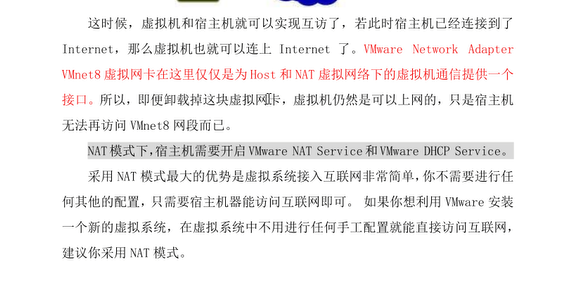 这时候，虚拟机和宿主机就可以实现互访了，若此时宿主机已经连接到了
Internet，那么虚拟机也就可以连上 Internet 了。VMware Network Adapter
VMnet8 虚拟网卡在这里仅仅是为 Host 和 NAT 虚拟网络下的虚拟机通信提供一个
接口。所以，即便卸载掉这块虚拟网卡，虚拟机仍然是可以上网的，只是宿主机
无法再访问 VMnet8 网段而已。
NAT 模式下，宿主机需要开启 VMware NAT Service 和 VMware DHCP Service。
采用 NAT 模式最大的优势是虚拟系统接入互联网非常简单，你不需要进行任
何其他的配置，只需要宿主机器能访问互联网即可。 如果你想利用 VMware 安装
一个新的虚拟系统，在虚拟系统中不用进行任何手工配置就能直接访问互联网，
建议你采用 NAT 模式。